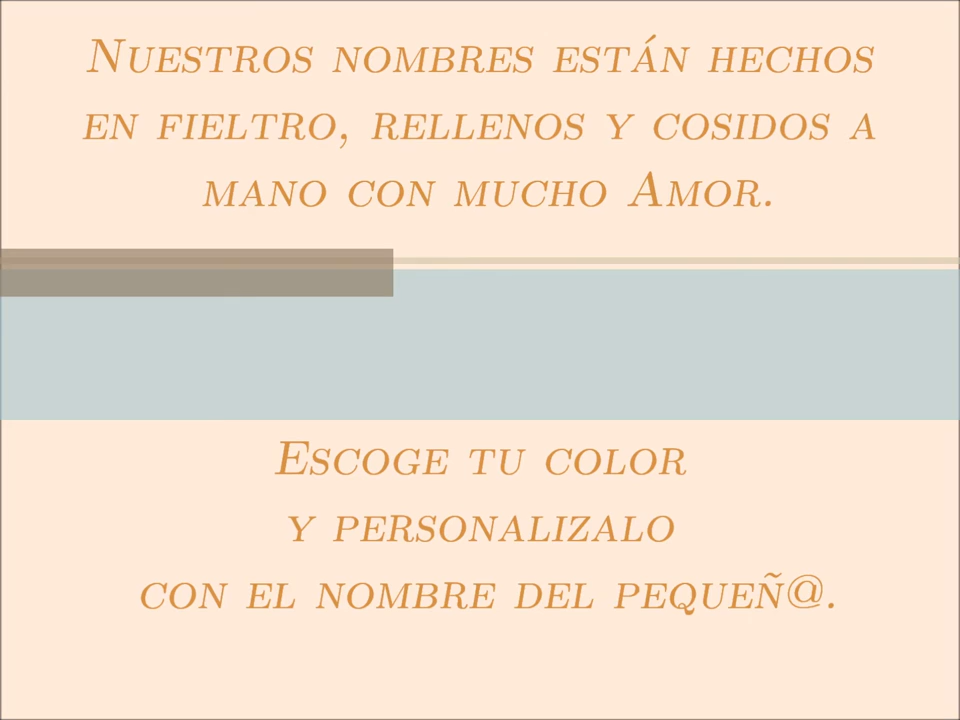 Nuestros nombres están hechos
en fieltro, rellenos y cosidos a
mano con mucho Amor.
Escoge tu color
y personalizalo
con el nombre del pequeñ@.